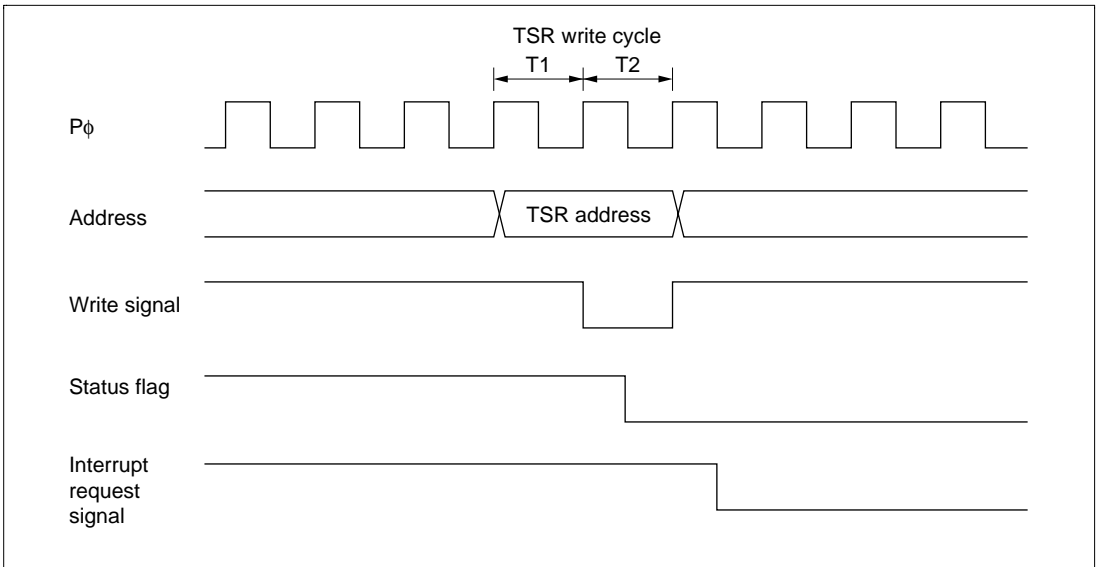 TSR write cycle
T1 T2
Pϕ
Address
TSR address
Write signal
Status flag
Interrupt
request
signal